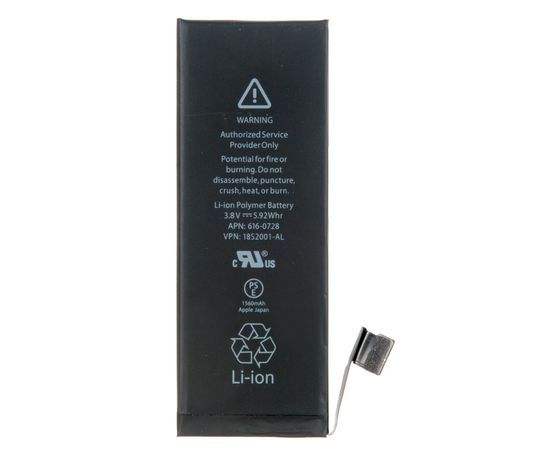 WARNING
Authorized Service
Provider Only
Potential for fire or
burning. Do not
disassemble, puncture,
crush, heat, or burn.
Li-ion Polymer Battery
3.8V ⎓ 5.92Whr
APN: 616-0728
VPN: 1852001-AL
c RU US
PS
E
1560mAh
Apple Japan
Li-ion